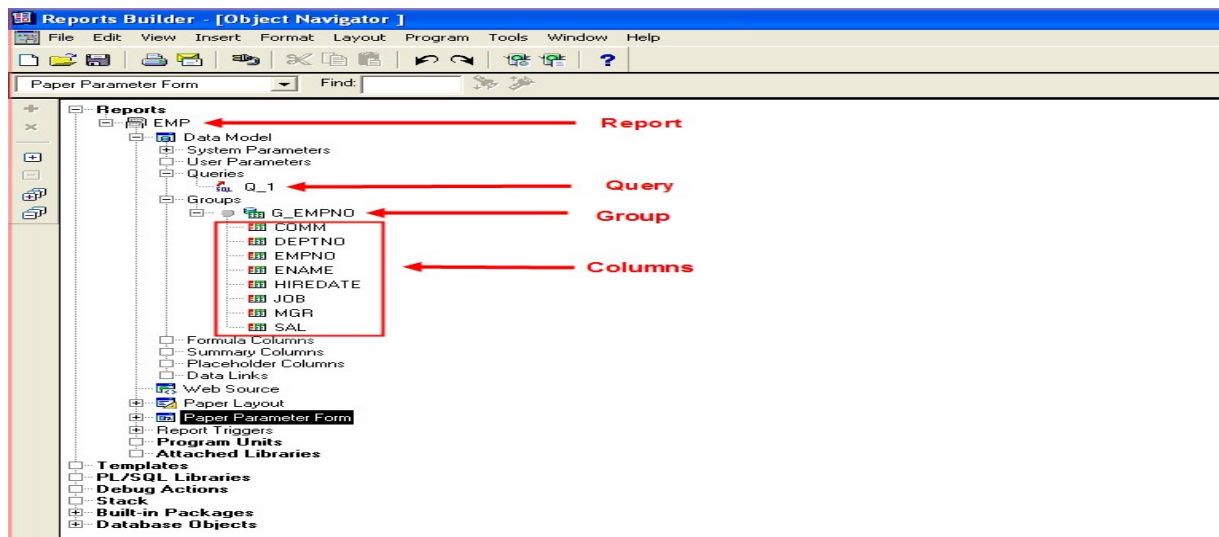 Reports Builder - [Object Navigator ]
File Edit View Insert Format Layout Program Tools Window Help
Paper Parameter Form Find:
Reports
EMP Report
Data Model
System Parameters
User Parameters
Queries
SQL Q_1 Query
Groups
G_EMPNO Group
COMM
DEPTNO
EMPNO
ENAME Columns
HIREDATE
JOB
MGR
SAL
Formula Columns
Summary Columns
Placeholder Columns
Data Links
Web Source
Paper Layout
Paper Parameter Form
Report Triggers
Program Units
Attached Libraries
Templates
PL/SQL Libraries
Debug Actions
Stack
Built-in Packages
Database Objects